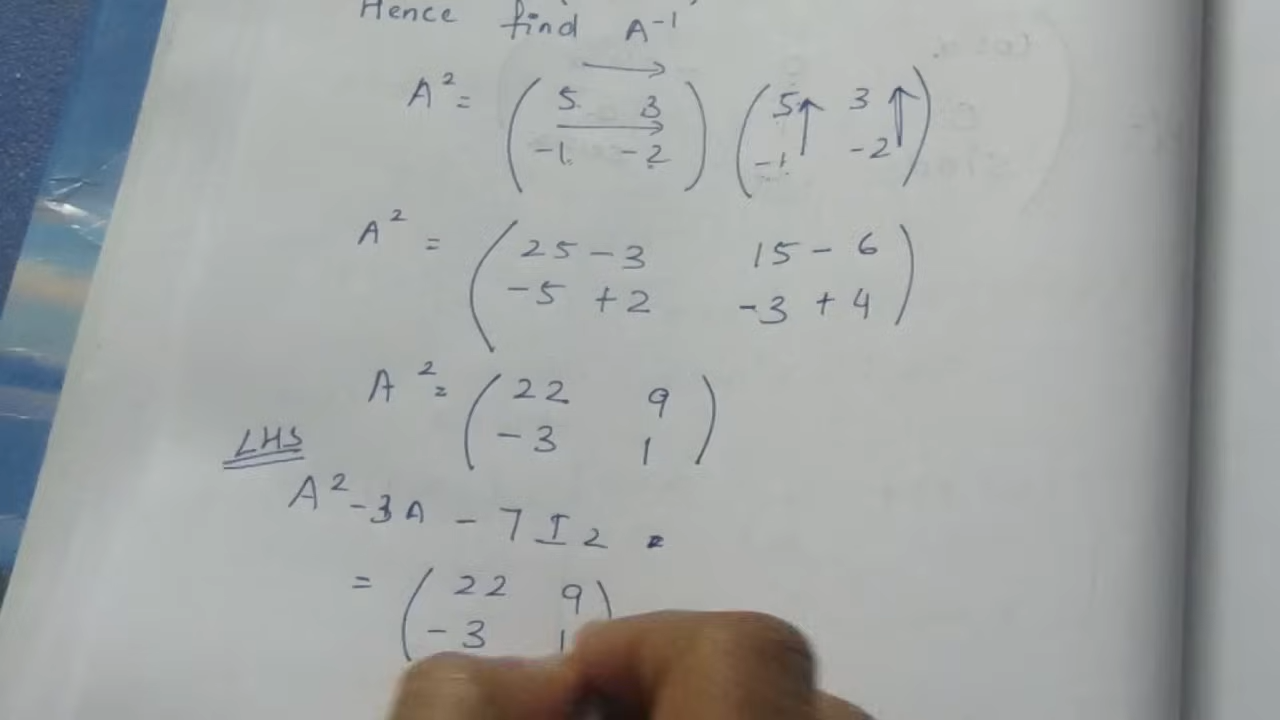 Hence find A⁻¹
A² = ( 5 3 ) ( 5 3 )
( -1 -2 ) ( -1 -2 )
A² = ( 25 - 3 15 - 6 )
( -5 + 2 -3 + 4 )
A² = ( 22 9 )
( -3 1 )
LHS
A² - 3A - 7I2 =
= ( 22 9 )
( -3 1